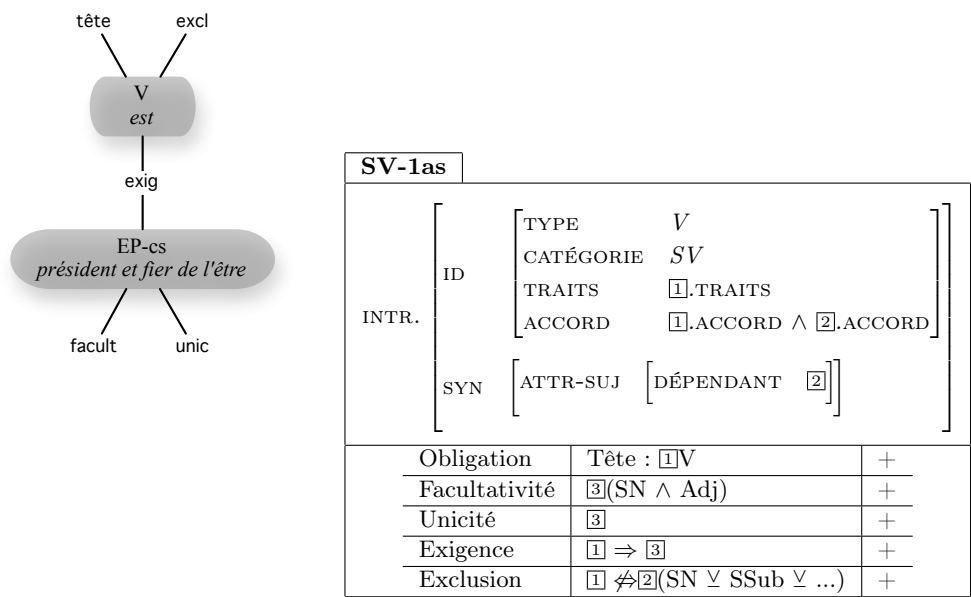 tête excl
V
est
exig
EP-cs
président et fier de l'être
facult unic
SV-1as
INTR.
ID
TYPE V
CATÉGORIE SV
TRAITS 1.TRAITS
ACCORD 1.ACCORD ∧ 2.ACCORD
SYN ATTR-SUJ DÉPENDANT 2
Obligation Tête : 1V +
Facultativité 3(SN ∧ Adj) +
Unicité 3 +
Exigence 1 ⇒ 3 +
Exclusion 1 ⇎2(SN ⊻ SSub ⊻ ...) +